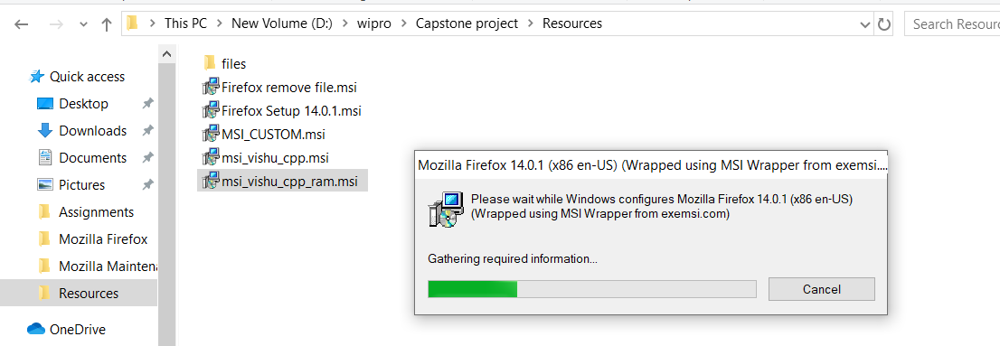 This PC > New Volume (D:) > wipro > Capstone project > Resources
Search Resour
Quick access
Desktop
Downloads
Documents
Pictures
Assignments
Mozilla Firefox
Mozilla Mainten
Resources
OneDrive
files
Firefox remove file.msi
Firefox Setup 14.0.1.msi
MSI_CUSTOM.msi
msi_vishu_cpp.msi
msi_vishu_cpp_ram.msi
Mozilla Firefox 14.0.1 (x86 en-US) (Wrapped using MSI Wrapper from exemsi....
Please wait while Windows configures Mozilla Firefox 14.0.1 (x86 en-US)
(Wrapped using MSI Wrapper from exemsi.com)
Gathering required information...
Cancel